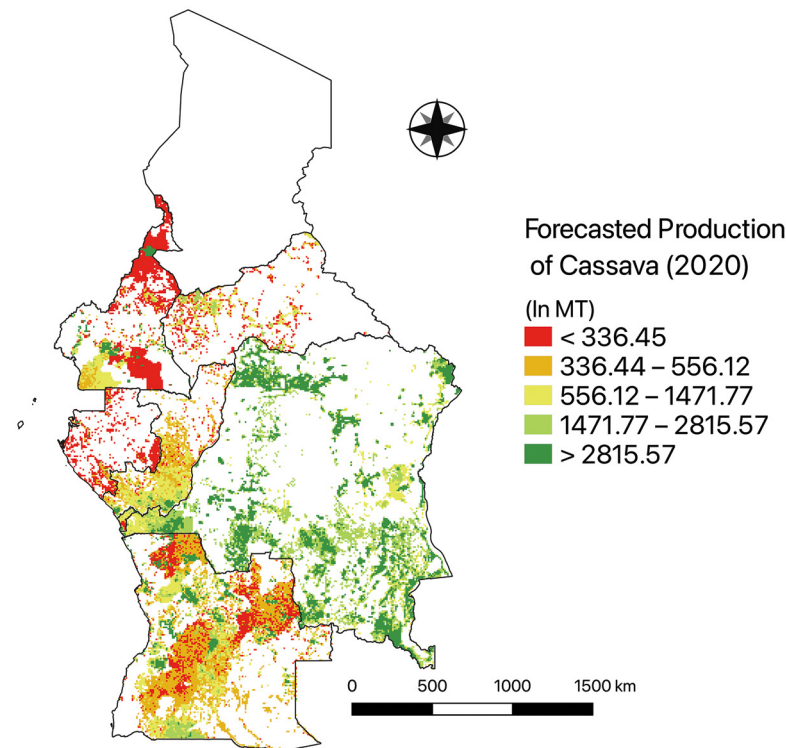 Forecasted Production
of Cassava (2020)
(In MT)
< 336.45
336.44 – 556.12
556.12 – 1471.77
1471.77 – 2815.57
> 2815.57
0 500 1000 1500 km